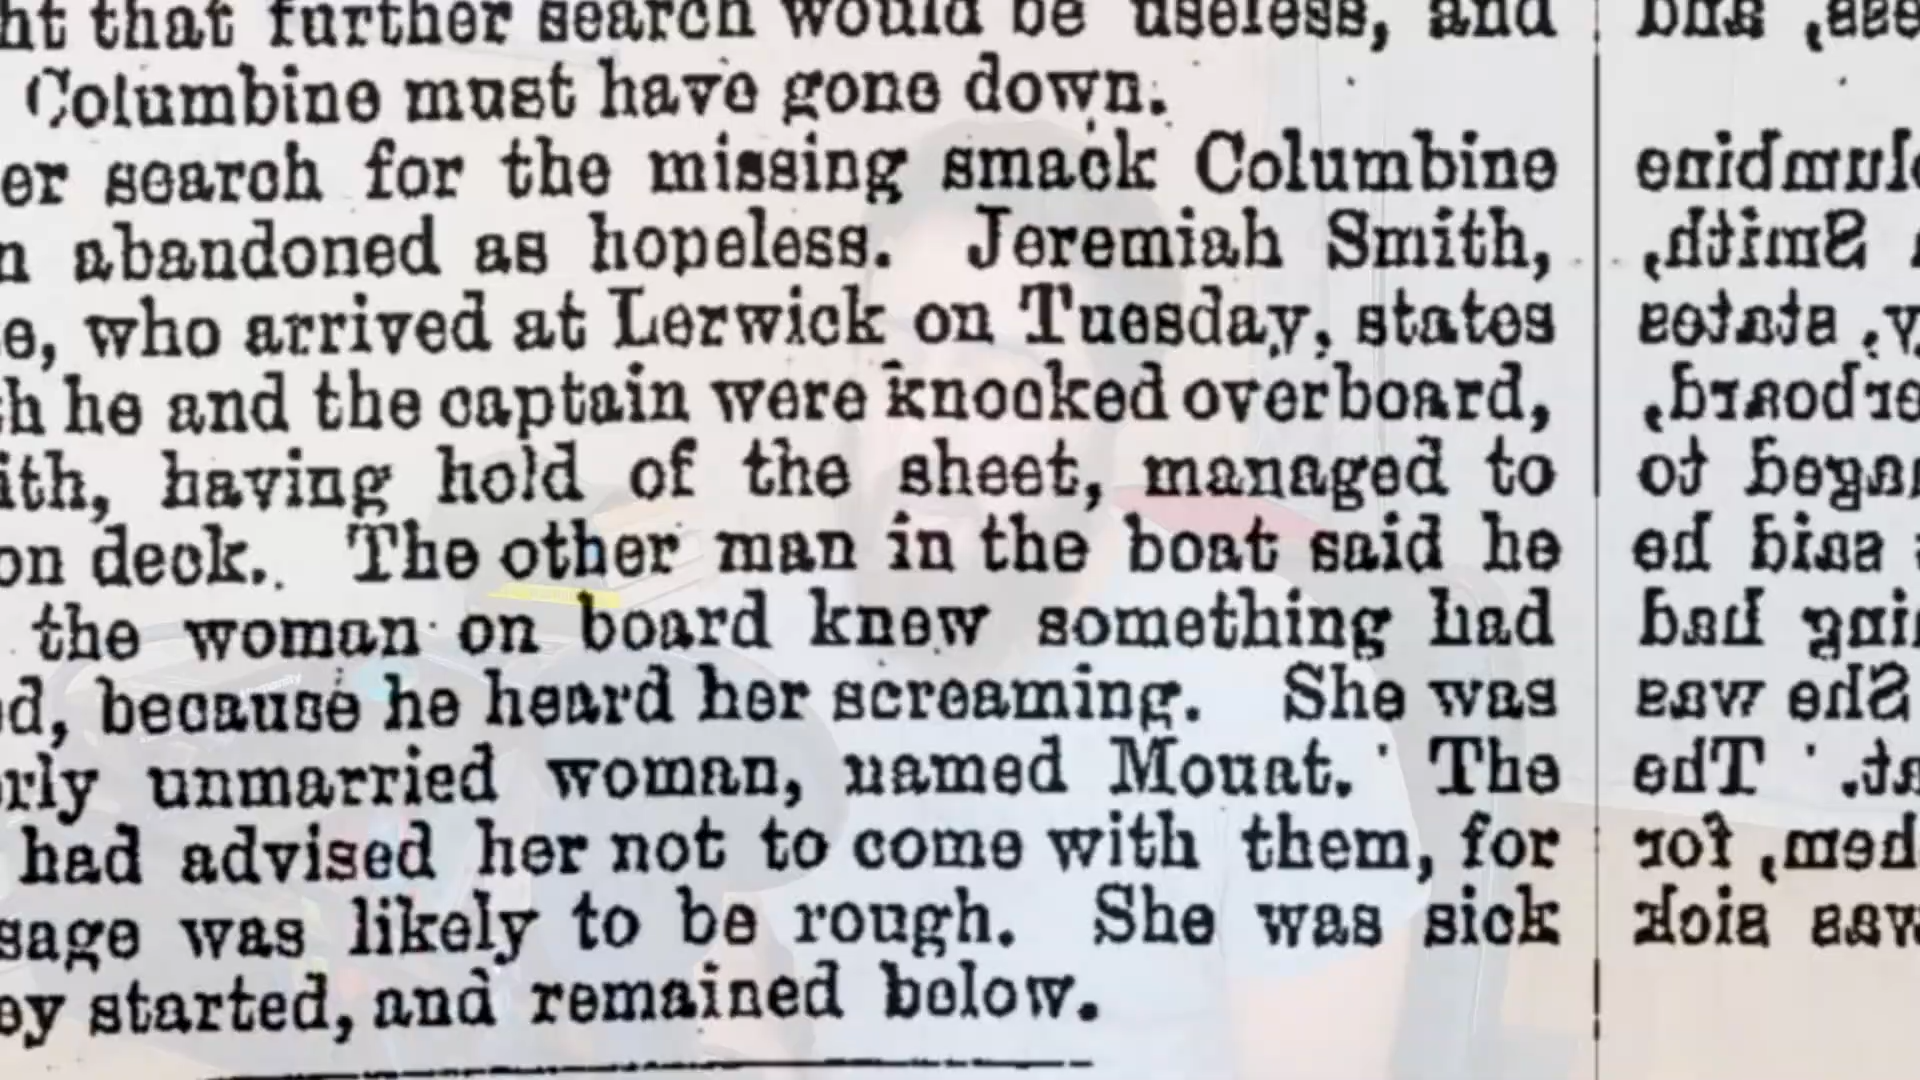 ht that further search would be useless, and
Columbine must have gone down.
er search for the missing smack Columbine
n abandoned as hopeless. Jeremiah Smith,
e, who arrived at Lerwick on Tuesday, states
h he and the captain were knocked overboard,
ith, having hold of the sheet, managed to
on deck. The other man in the boat said he
the woman on board knew something had
d, because he heard her screaming. She was
rly unmarried woman, named Mouat. The
had advised her not to come with them, for
sage was likely to be rough. She was sick
ey started, and remained below.